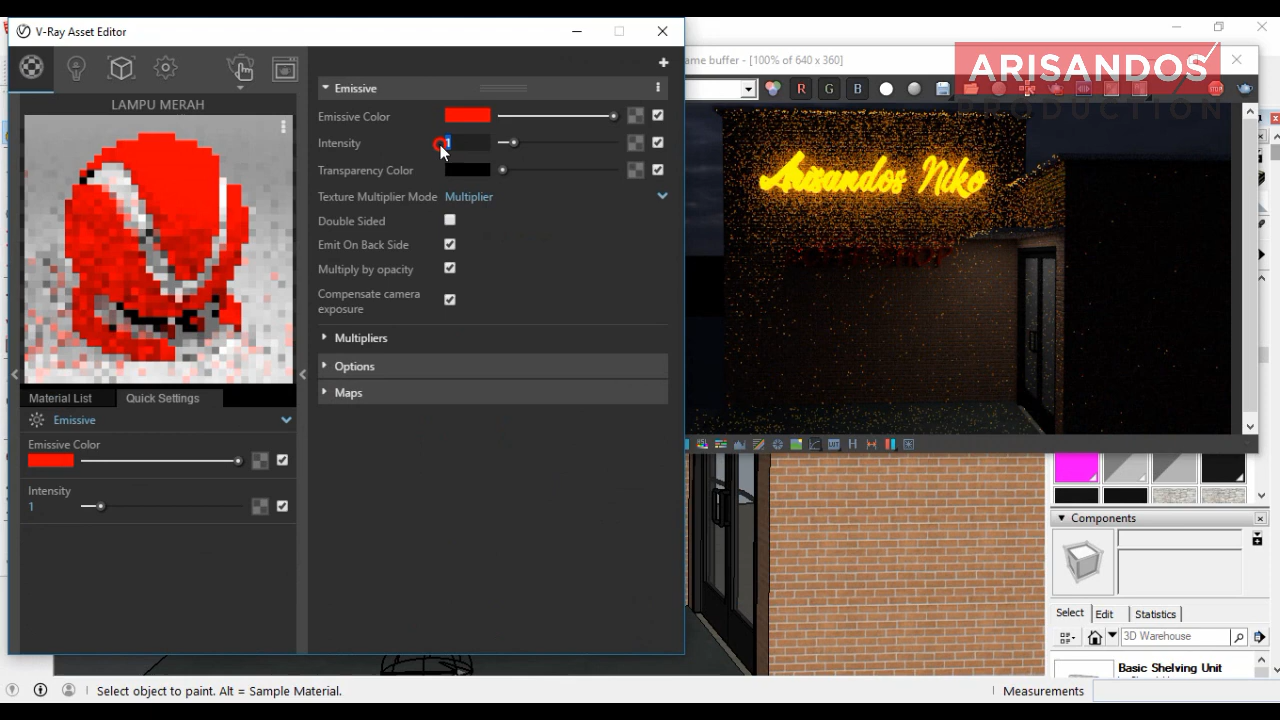 V-Ray Asset Editor
ame buffer - [100% of 640 x 360]
ARISANDOS
PRODUCTION
LAMPU MERAH
Emissive
Emissive Color
Intensity
1
Transparency Color
Texture Multiplier Mode Multiplier
Double Sided
Emit On Back Side
Multiply by opacity
Compensate camera
exposure
Multipliers
Options
Maps
Material List Quick Settings
Emissive
Emissive Color
Intensity
1
R G B
STOP
Arisandos Niko
H
Components
Select Edit Statistics
3D Warehouse
Basic Shelving Unit
Select object to paint. Alt = Sample Material.
Measurements